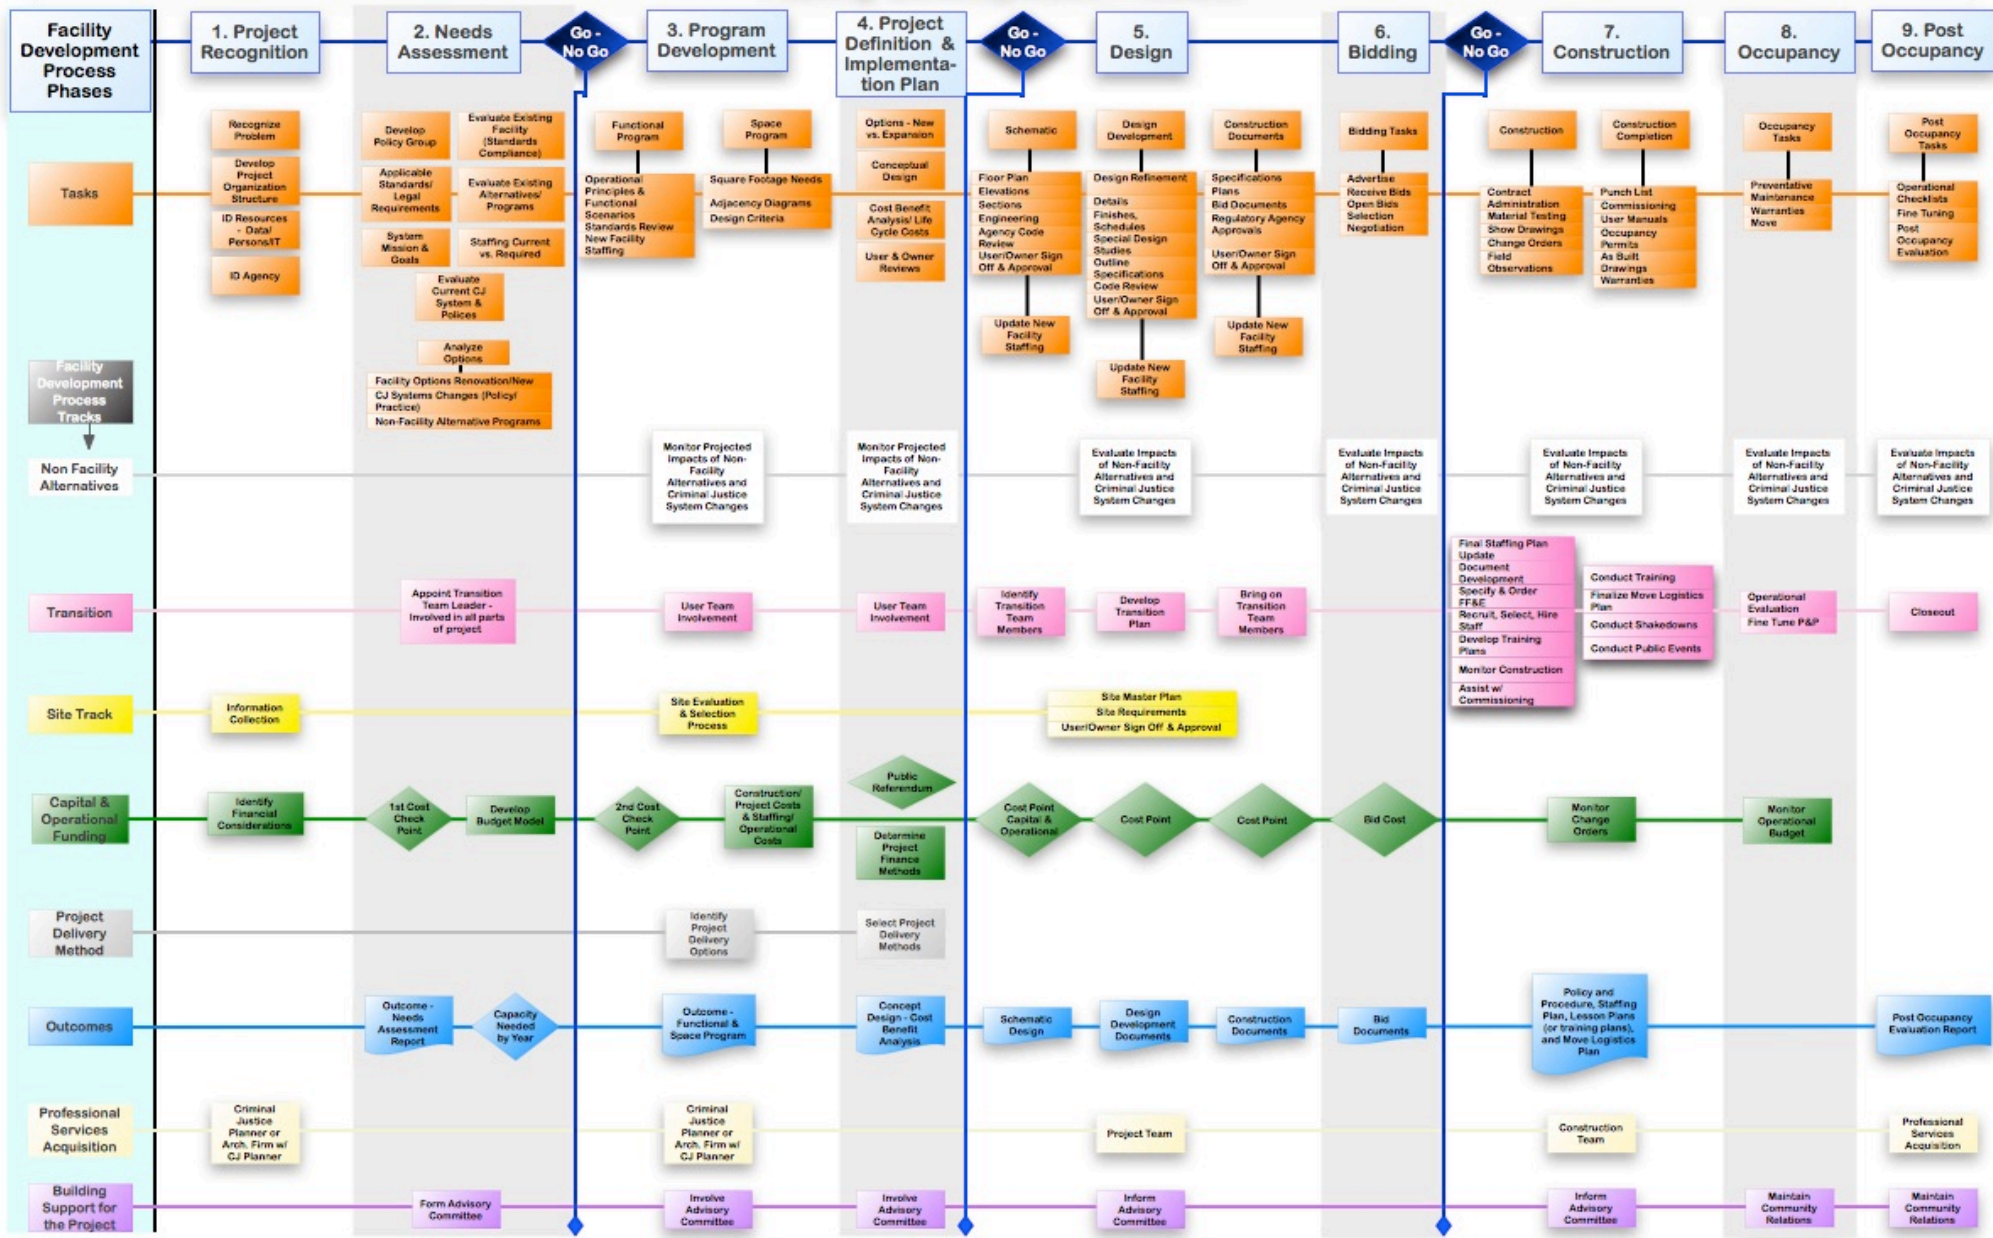 Facility
Development
Process
Phases
1. Project
Recognition
2. Needs
Assessment
Go -
No Go
3. Program
Development
4. Project
Definition &
Implementa-
tion Plan
Go -
No Go
5.
Design
6.
Bidding
Go -
No Go
7.
Construction
8.
Occupancy
9. Post
Occupancy
Tasks
Recognize
Problem
Develop
Project
Organization
Structure
ID Resources
- Data/
Persons/IT
ID Agency
Develop
Policy Group
Evaluate Existing
Facility
(Standards
Compliance)
Applicable
Standards/
Legal
Requirements
Evaluate Existing
Alternatives/
Programs
System
Mission &
Goals
Staffing Current
vs. Required
Evaluate
Current CJ
System &
Polices
Analyze
Options
Facility Options Renovation/New
CJ Systems Changes (Policy/
Practice)
Non-Facility Alternative Programs
Functional
Program
Operational
Principles &
Functional
Scenarios
Standards Review
New Facility
Staffing
Space
Program
Square Footage Needs
Adjacency Diagrams
Design Criteria
Options - New
vs. Expansion
Conceptual
Design
Cost Benefit
Analysis/ Life
Cycle Costs
User & Owner
Reviews
Schematic
Floor Plan
Elevations
Sections
Engineering
Agency Code
Review
User/Owner Sign
Off & Approval
Update New
Facility
Staffing
Design
Development
Design Refinement
Details
Finishes,
Schedules
Special Design
Studies
Outline
Specifications
Code Review
User/Owner Sign
Off & Approval
Update New
Facility
Staffing
Construction
Documents
Specifications
Plans
Bid Documents
Regulatory Agency
Approvals
User/Owner Sign
Off & Approval
Update New
Facility
Staffing
Bidding Tasks
Advertise
Receive Bids
Open Bids
Selection
Negotiation
Construction
Contract
Administration
Material Testing
Show Drawings
Change Orders
Field
Observations
Construction
Completion
Punch List
Commissioning
User Manuals
Occupancy
Permits
As Built
Drawings
Warranties
Occupancy
Tasks
Preventative
Maintenance
Warranties
Move
Post
Occupancy
Tasks
Operational
Checklists
Fine Tuning
Post
Occupancy
Evaluation
Facility
Development
Process
Tracks
Non Facility
Alternatives
Monitor Projected
Impacts of Non-
Facility
Alternatives and
Criminal Justice
System Changes
Monitor Projected
Impacts of Non-
Facility
Alternatives and
Criminal Justice
System Changes
Evaluate Impacts
of Non-Facility
Alternatives and
Criminal Justice
System Changes
Evaluate Impacts
of Non-Facility
Alternatives and
Criminal Justice
System Changes
Evaluate Impacts
of Non-Facility
Alternatives and
Criminal Justice
System Changes
Evaluate Impacts
of Non-Facility
Alternatives and
Criminal Justice
System Changes
Evaluate Impacts
of Non-Facility
Alternatives and
Criminal Justice
System Changes
Transition
Appoint Transition
Team Leader -
Involved in all parts
of project
User Team
Involvement
User Team
Involvement
Identify
Transition
Team
Members
Develop
Transition
Plan
Bring on
Transition
Team
Members
Final Staffing Plan
Update
Document
Development
Specify & Order
FF&E
Recruit, Select, Hire
Staff
Develop Training
Plans
Monitor Construction
Assist w/
Commissioning
Conduct Training
Finalize Move Logistics
Plan
Conduct Shakedowns
Conduct Public Events
Operational
Evaluation
Fine Tune P&P
Closeout
Site Track
Information
Collection
Site Evaluation
& Selection
Process
Site Master Plan
Site Requirements
User/Owner Sign Off & Approval
Capital &
Operational
Funding
Identify
Financial
Considerations
1st Cost
Check
Point
Develop
Budget Model
2nd Cost
Check
Point
Construction/
Project Costs
& Staffing/
Operational
Costs
Public
Referendum
Determine
Project
Finance
Methods
Cost Point
Capital &
Operational
Cost Point
Cost Point
Bid Cost
Monitor
Change
Orders
Monitor
Operational
Budget
Project
Delivery
Method
Identify
Project
Delivery
Options
Select Project
Delivery
Methods
Outcomes
Outcome -
Needs
Assessment
Report
Capacity
Needed
by Year
Outcome -
Functional &
Space Program
Concept
Design - Cost
Benefit
Analysis
Schematic
Design
Design
Development
Documents
Construction
Documents
Bid
Documents
Policy and
Procedure, Staffing
Plan, Lesson Plans
(or training plans),
and Move Logistics
Plan
Post Occupancy
Evaluation Report
Professional
Services
Acquisition
Criminal
Justice
Planner or
Arch. Firm w/
CJ Planner
Criminal
Justice
Planner or
Arch. Firm w/
CJ Planner
Project Team
Construction
Team
Professional
Services
Acquisition
Building
Support for
the Project
Form Advisory
Committee
Involve
Advisory
Committee
Involve
Advisory
Committee
Inform
Advisory
Committee
Inform
Advisory
Committee
Maintain
Community
Relations
Maintain
Community
Relations